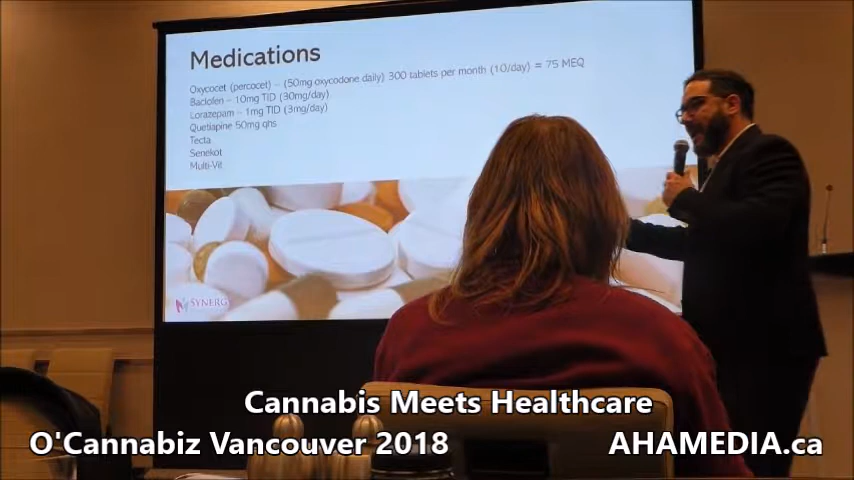 Medications
Oxycocet (percocet) – (50mg oxycodone daily) 300 tablets per month (10/day) = 75 MEQ
Baclofen – 10mg TID (30mg/day)
Lorazepam – 1mg TID (3mg/day)
Quetiapine 50mg qhs
Tecta
Senekot
Multi-Vit
SYNERG
Cannabis Meets Healthcare
O'Cannabiz Vancouver 2018 AHAMEDIA.ca